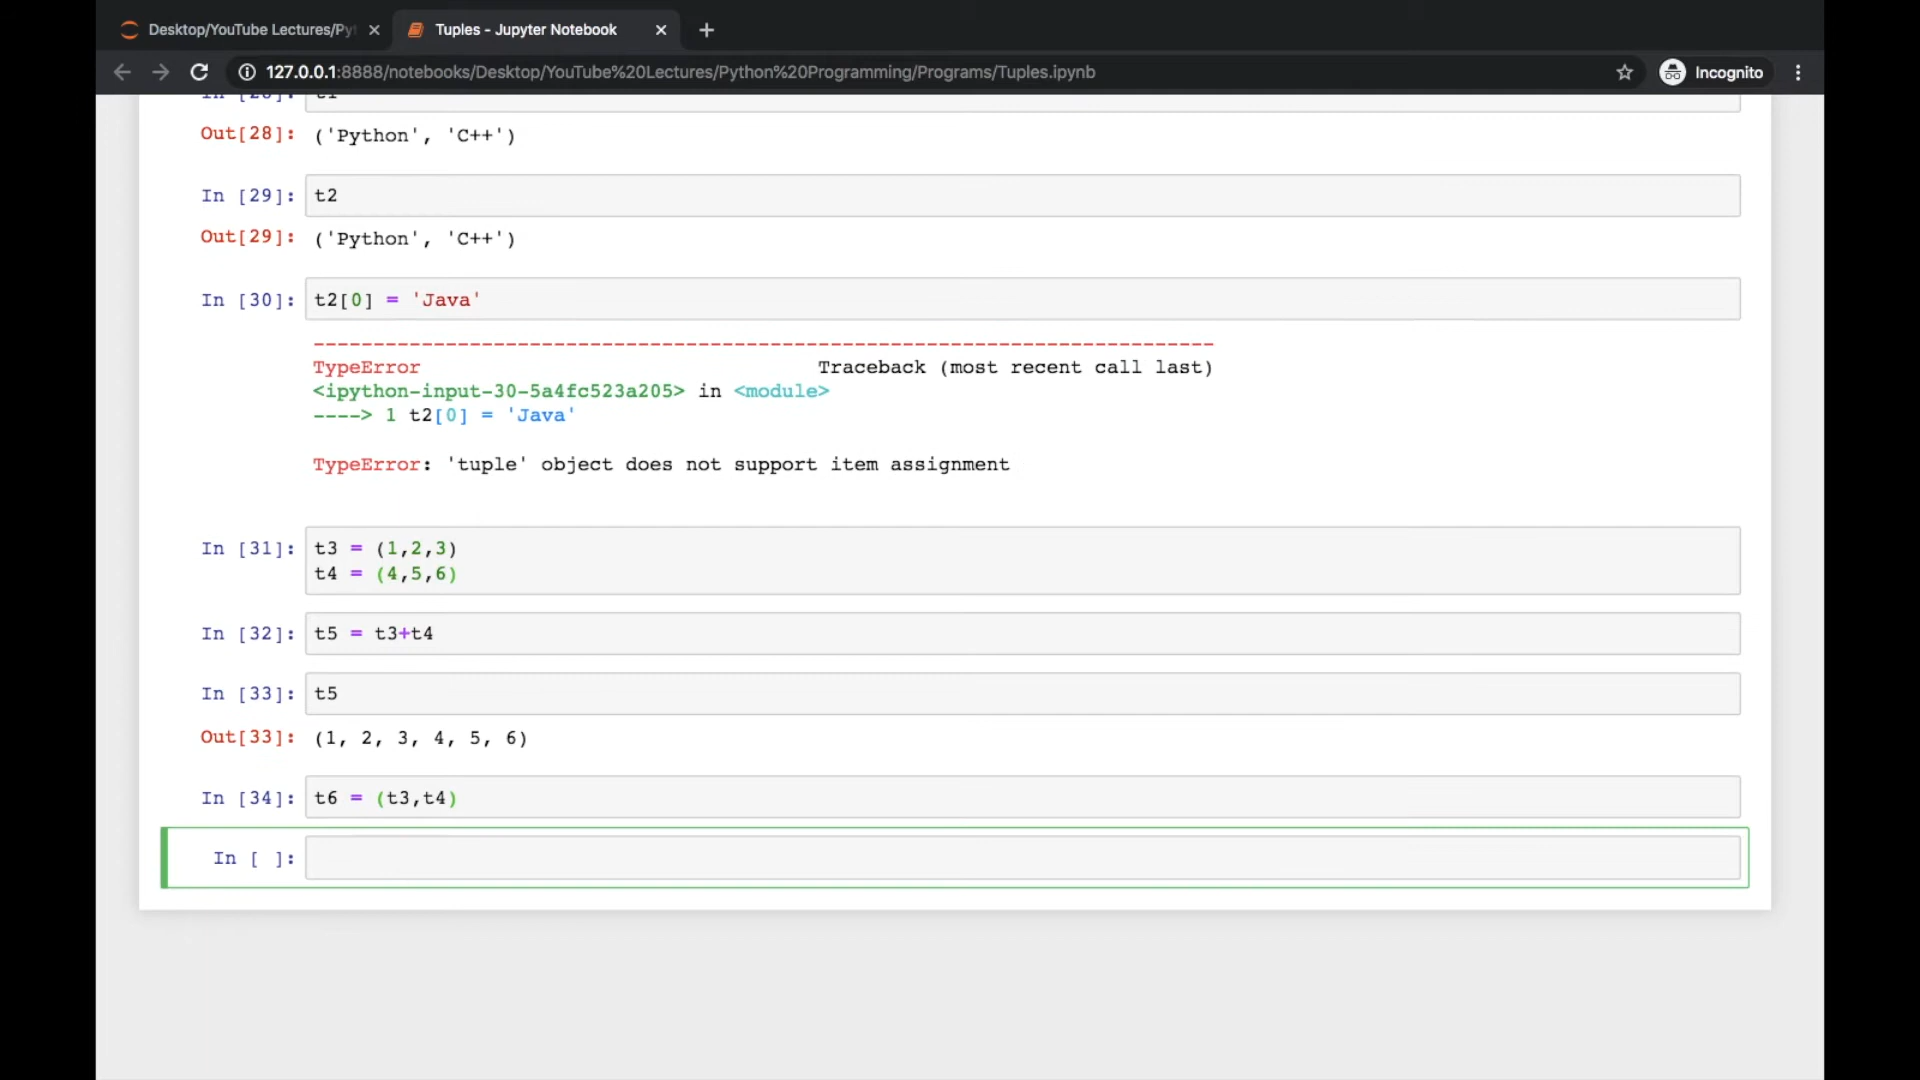 Desktop/YouTube Lectures/Pyt
Tuples - Jupyter Notebook
127.0.0.1:8888/notebooks/Desktop/YouTube%20Lectures/Python%20Programming/Programs/Tuples.ipynb
Incognito
In [28]: t1
Out[28]: ('Python', 'C++')
In [29]: t2
Out[29]: ('Python', 'C++')
In [30]: t2[0] = 'Java'
---------------------------------------------------------------------------
TypeError Traceback (most recent call last)
<ipython-input-30-5a4fc523a205> in <module>
----> 1 t2[0] = 'Java'
TypeError: 'tuple' object does not support item assignment
In [31]: t3 = (1,2,3)
t4 = (4,5,6)
In [32]: t5 = t3+t4
In [33]: t5
Out[33]: (1, 2, 3, 4, 5, 6)
In [34]: t6 = (t3,t4)
In [ ]: